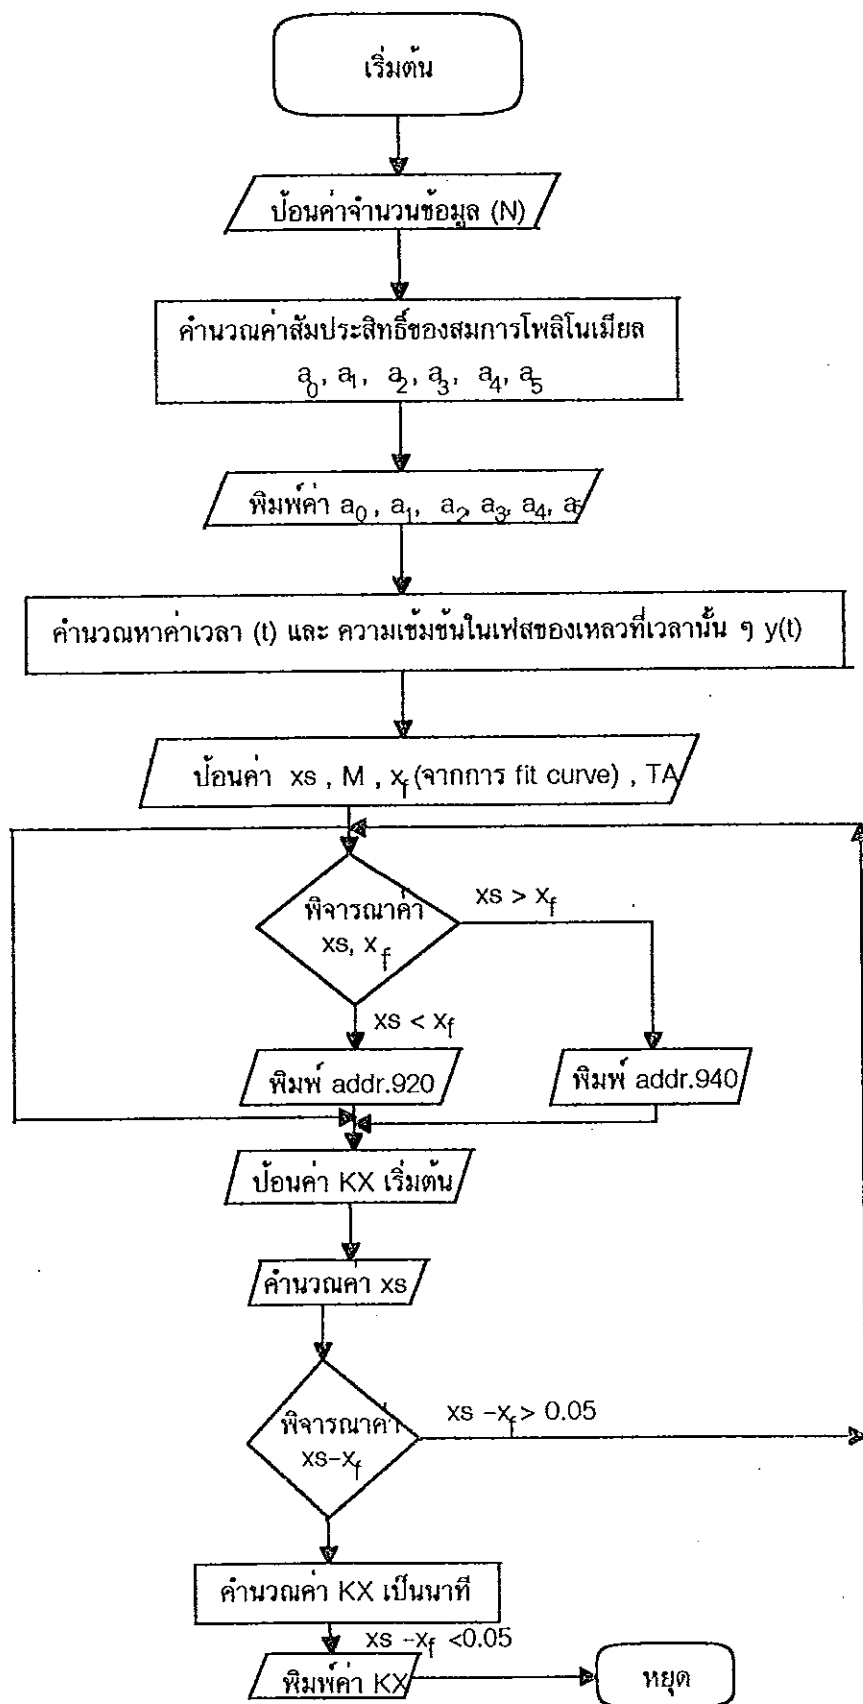 เริ่มต้น
ป้อนค่าจำนวนข้อมูล (N)
คำนวณค่าสัมประสิทธิ์ของสมการโพลิโนเมียล
a₀, a₁, a₂, a₃, a₄, a₅
พิมพ์ค่า a₀, a₁, a₂, a₃, a₄, a₅
คำนวณหาค่าเวลา (t) และ ความเข้มข้นในเฟสของเหลวที่เวลานั้น ๆ y(t)
ป้อนค่า xs , M , x_f (จากการ fit curve) , TA
พิจารณาค่า
xs, x_f
xs > x_f
xs < x_f
พิมพ์ addr.920
พิมพ์ addr.940
ป้อนค่า KX เริ่มต้น
คำนวณคา xs
พิจารณาค่า
xs-x_f
xs -x_f > 0.05
คำนวณค่า KX เป็นนาที
xs -x_f <0.05
พิมพ์ค่า KX
หยุด